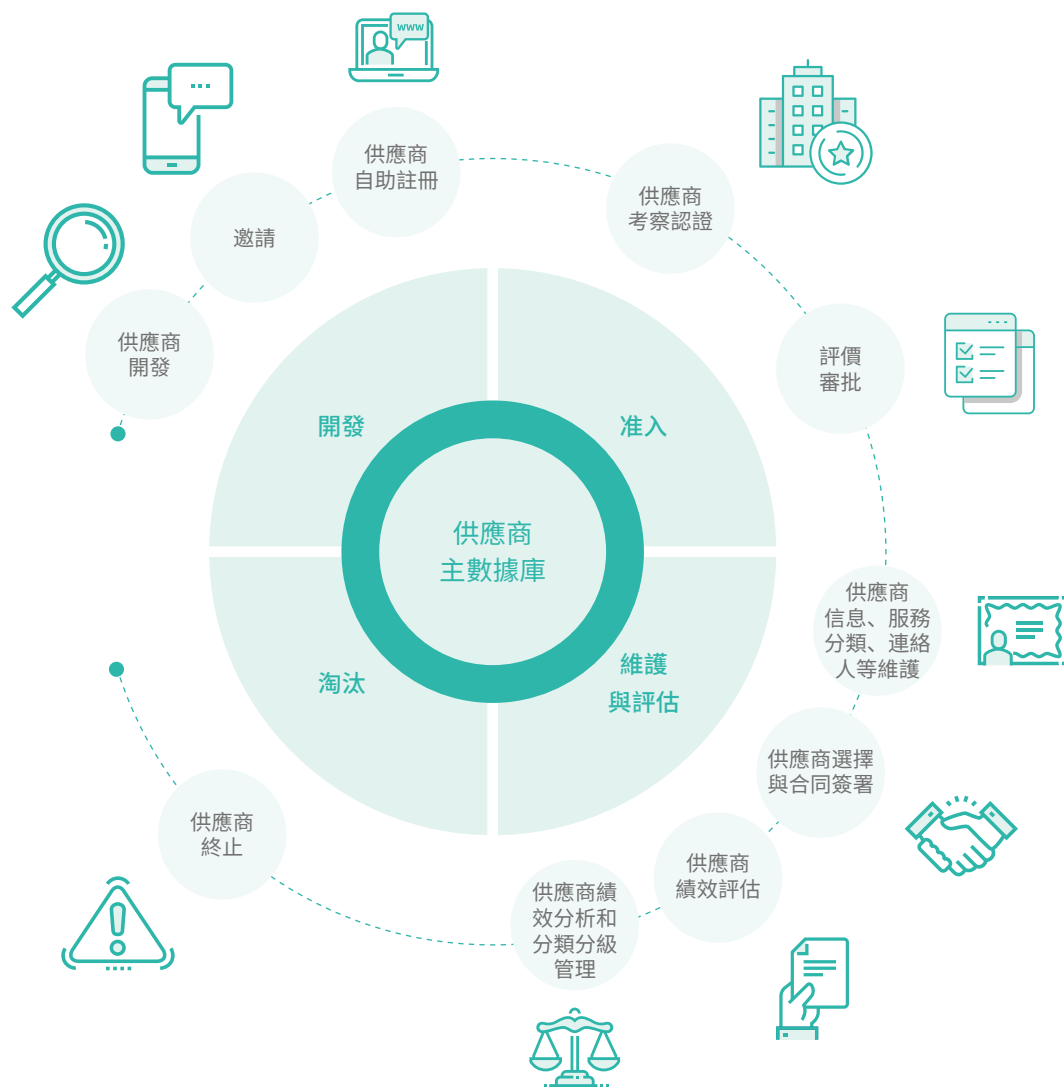 www
供應商
自助註冊
供應商
考察認證
邀請
供應商
開發
評價
審批
開發
准入
供應商
主數據庫
供應商
信息、服務
分類、連絡
人等維護
淘汰
維護
與評估
供應商選擇
與合同簽署
供應商
終止
供應商
績效評估
供應商績
效分析和
分類分級
管理